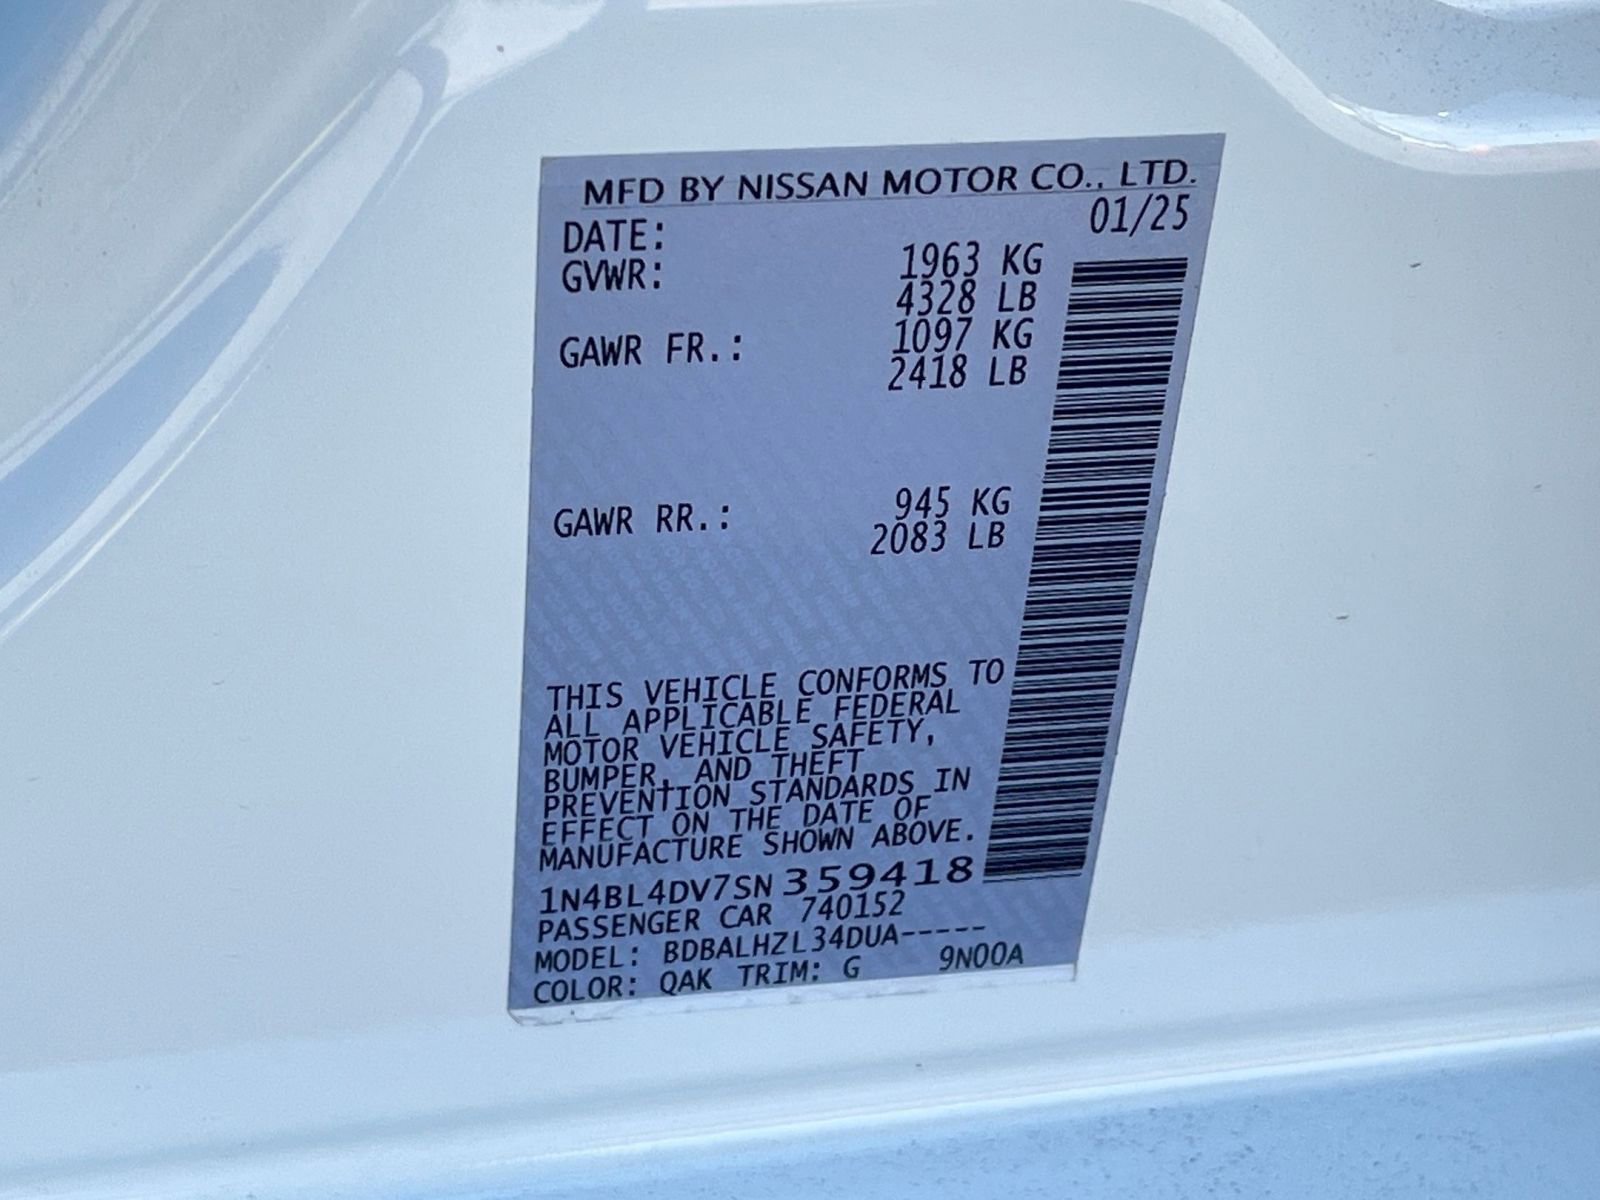 MFD BY NISSAN MOTOR CO., LTD.
DATE: 01/25
GVWR: 1963 KG
4328 LB
GAWR FR.: 1097 KG
2418 LB
GAWR RR.: 945 KG
2083 LB
THIS VEHICLE CONFORMS TO
ALL APPLICABLE FEDERAL
MOTOR VEHICLE SAFETY,
BUMPER, AND THEFT
PREVENTION STANDARDS IN
EFFECT ON THE DATE OF
MANUFACTURE SHOWN ABOVE.
1N4BL4DV7SN359418
PASSENGER CAR 740152
MODEL: BDBALHZL34DUA-----
COLOR: QAK TRIM: G 9N00A